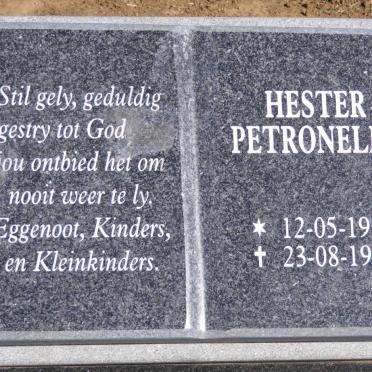 Stil gely, geduldig
gestry tot God
jou ontbied het om
nooit weer te ly.
Eggenoot, Kinders,
en Kleinkinders.
HESTER
PETRONEL
✶ 12-05-19
✝ 23-08-19